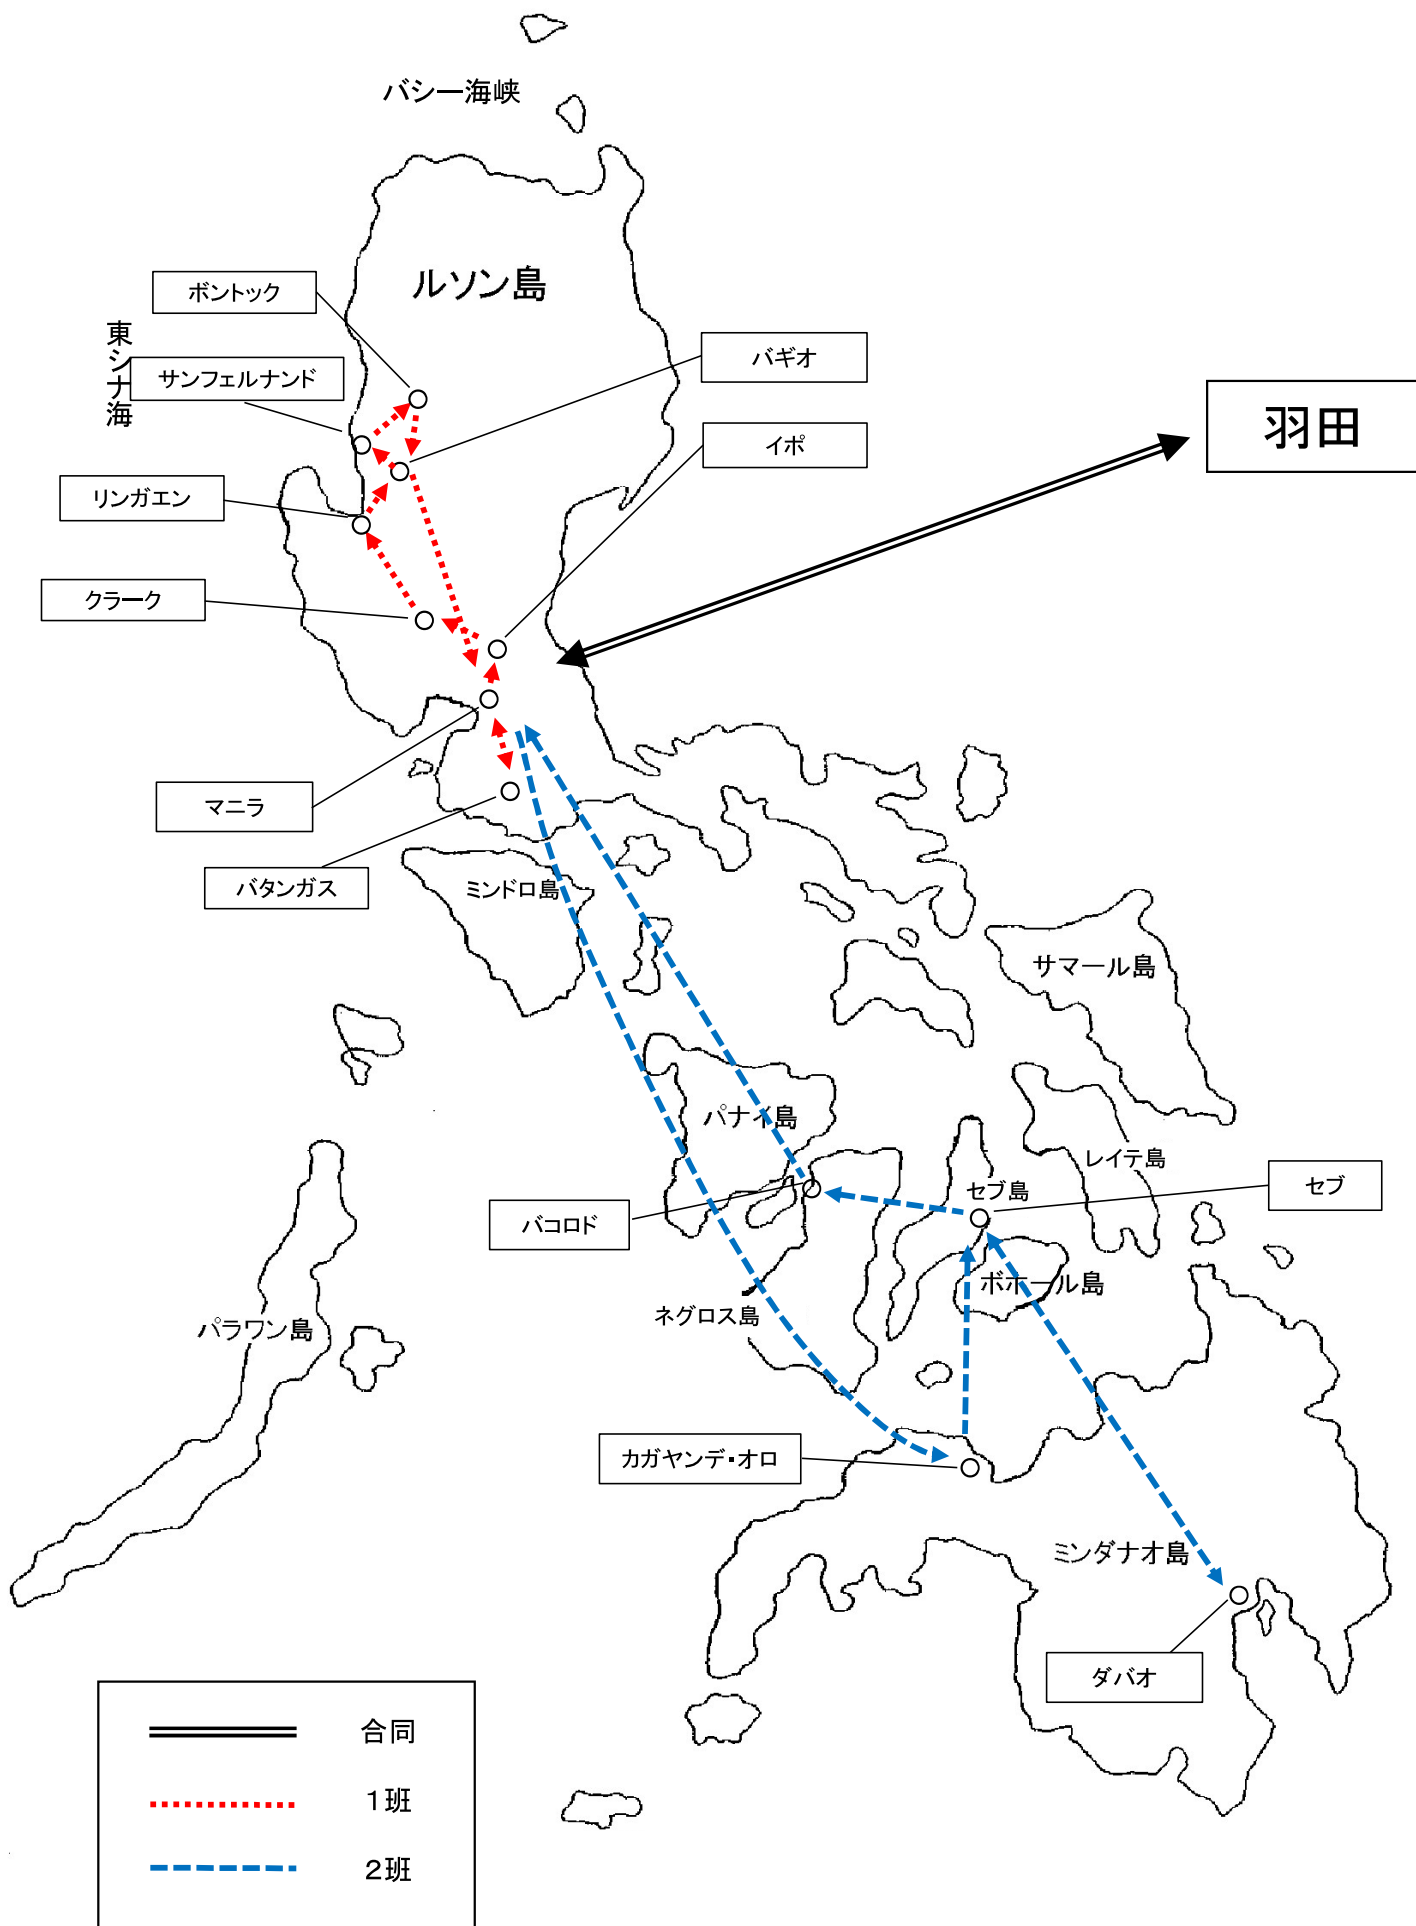 バシー海峡
ルソン島
ボントック
東シナ海
バギオ
サンフェルナンド
羽田
イポ
リンガエン
クラーク
マニラ
バタンガス
ミンドロ島
サマール島
パナイ島
レイテ島
セブ島
セブ
バコロド
ボホール島
ネグロス島
パラワン島
カガヤンデ・オロ
ミンダナオ島
ダバオ
合同
1班
2班